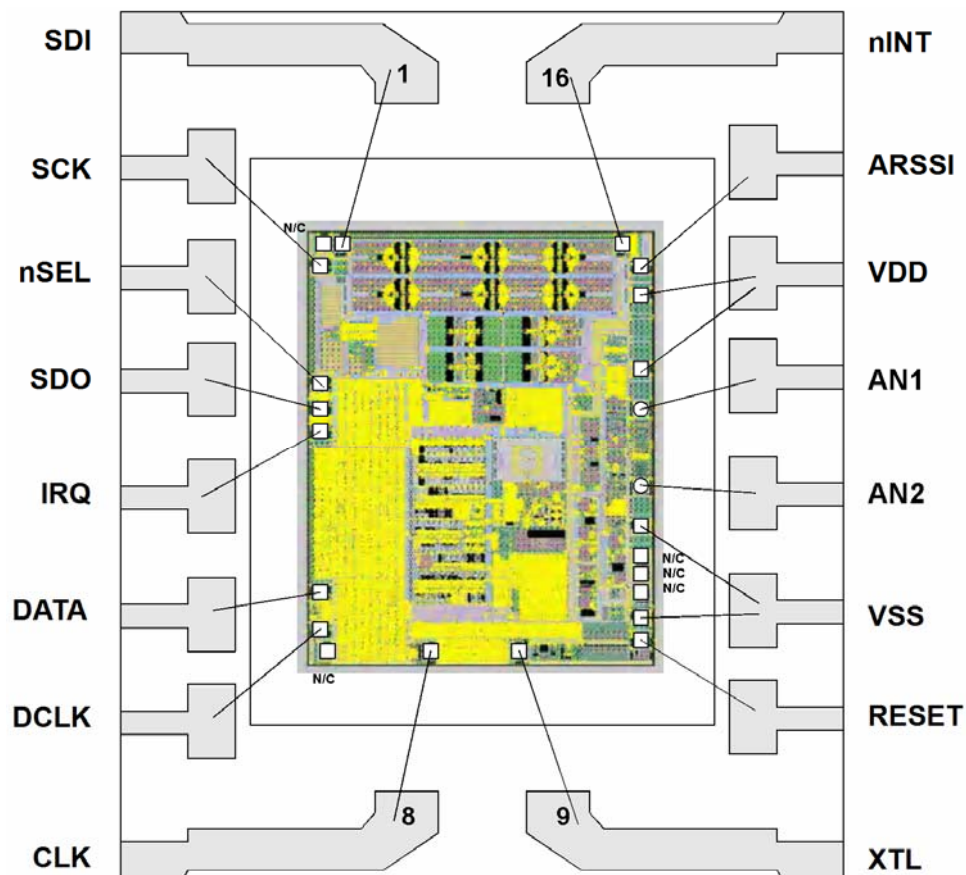 SDI
nINT
1
16
SCK
ARSSI
N/C
nSEL
VDD
SDO
AN1
IRQ
AN2
N/C
N/C
N/C
DATA
VSS
N/C
DCLK
RESET
8
9
CLK
XTL